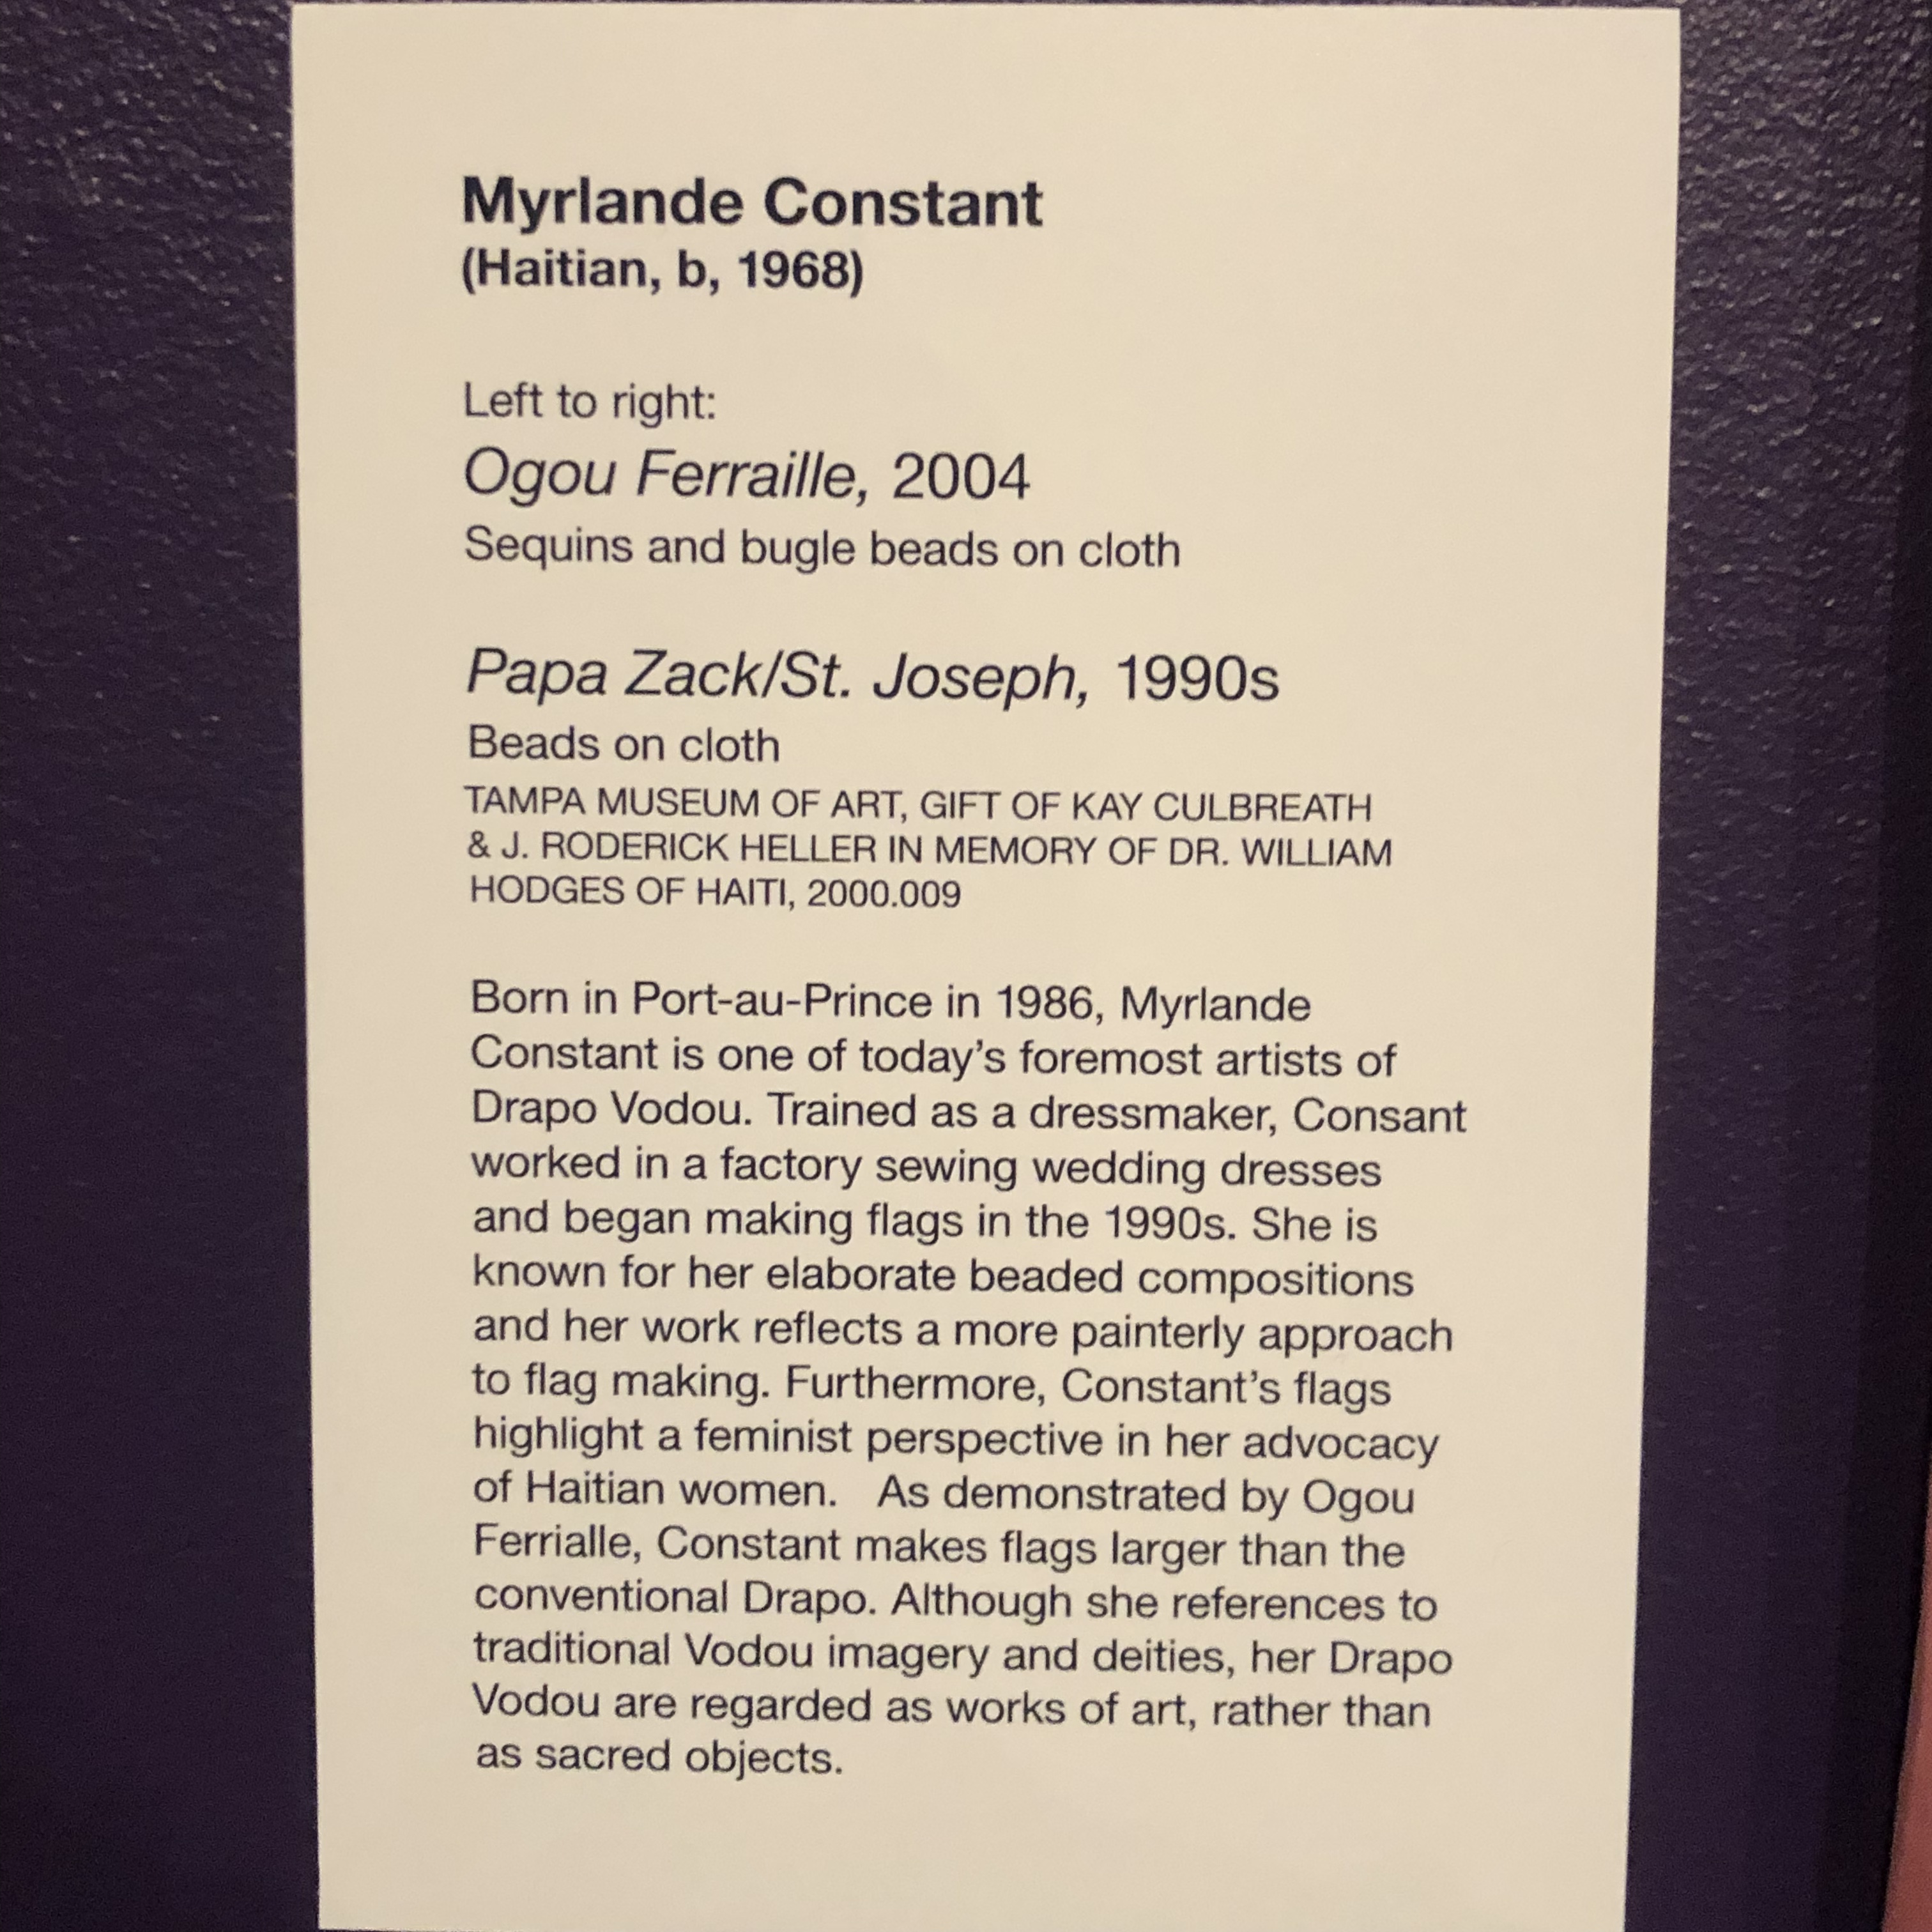 Myrlande Constant
(Haitian, b, 1968)
Left to right:
Ogou Ferraille, 2004
Sequins and bugle beads on cloth
Papa Zack/St. Joseph, 1990s
Beads on cloth
TAMPA MUSEUM OF ART, GIFT OF KAY CULBREATH
& J. RODERICK HELLER IN MEMORY OF DR. WILLIAM
HODGES OF HAITI, 2000.009
Born in Port-au-Prince in 1986, Myrlande
Constant is one of today's foremost artists of
Drapo Vodou. Trained as a dressmaker, Consant
worked in a factory sewing wedding dresses
and began making flags in the 1990s. She is
known for her elaborate beaded compositions
and her work reflects a more painterly approach
to flag making. Furthermore, Constant's flags
highlight a feminist perspective in her advocacy
of Haitian women.   As demonstrated by Ogou
Ferrialle, Constant makes flags larger than the
conventional Drapo. Although she references to
traditional Vodou imagery and deities, her Drapo
Vodou are regarded as works of art, rather than
as sacred objects.